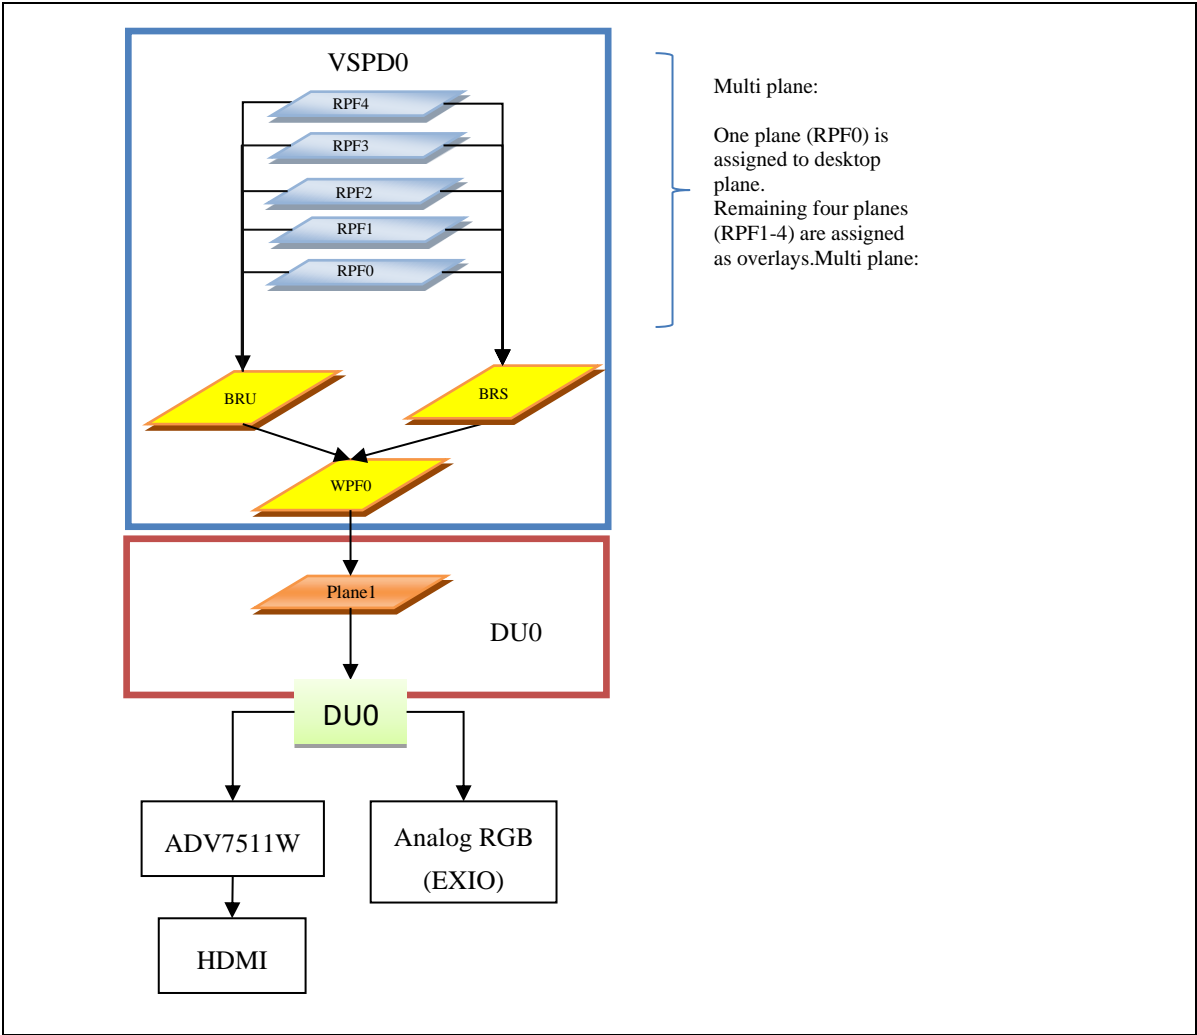 VSPD0
RPF4
RPF3
RPF2
RPF1
RPF0
Multi plane:
One plane (RPF0) is
assigned to desktop
plane.
Remaining four planes
(RPF1-4) are assigned
as overlays.Multi plane:
BRU
BRS
WPF0
Plane1
DU0
DU0
ADV7511W
Analog RGB
(EXIO)
HDMI